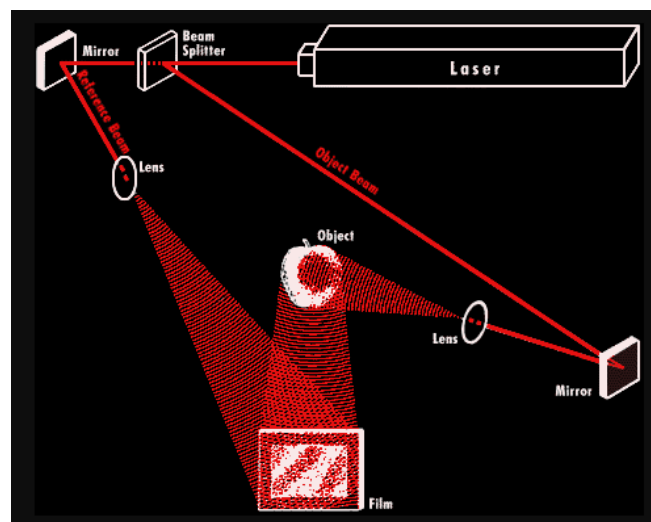 Mirror
Beam
Splitter
Laser
Reference Beam
Lens
Object Beam
Object
Lens
Mirror
Film